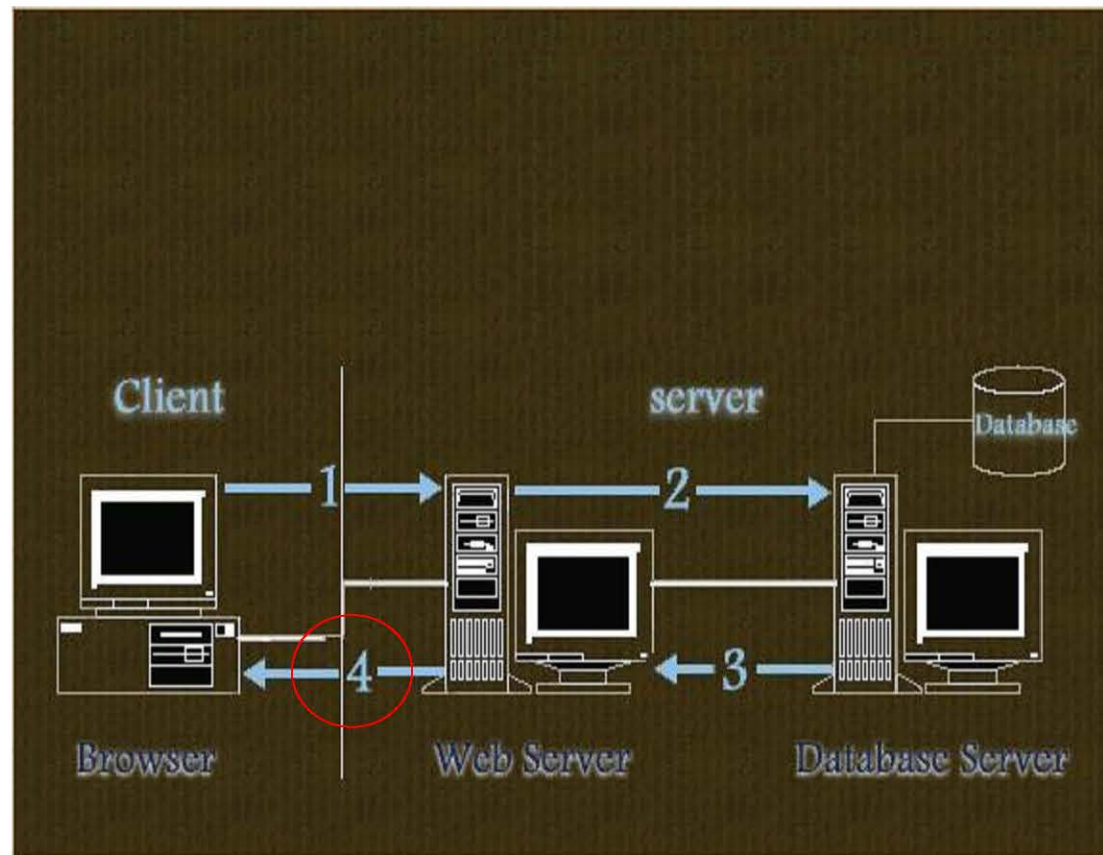 Client
server
Database
1
2
4
3
Browser
Web Server
Database Server